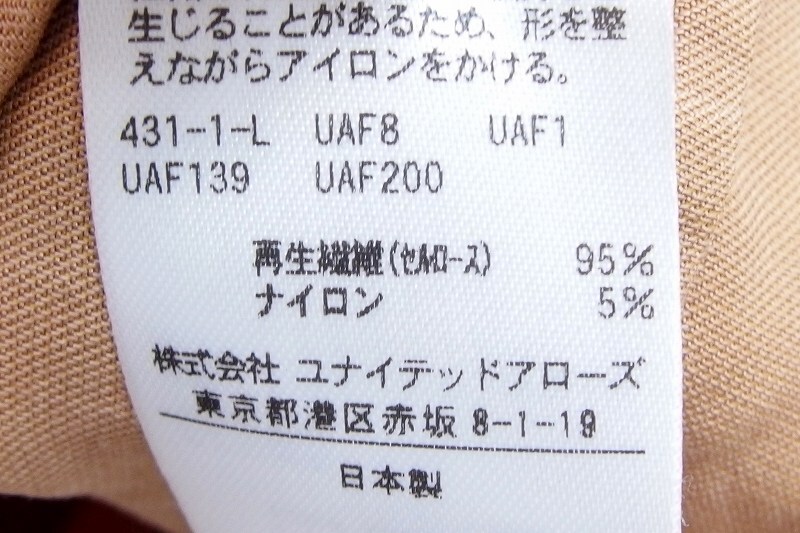 生じることがあるため、形を整
えながらアイロンをかける。
431-1-L UAF8 UAF1
UAF139 UAF200
再生繊維(セルロース) 95%
ナイロン 5%
株式会社 ユナイテッドアローズ
東京都港区赤坂 8-1-19
日本製